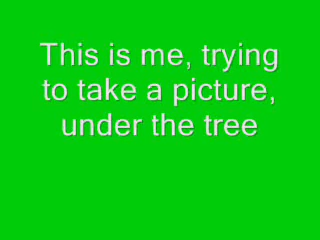 This is me, trying
to take a picture,
under the tree